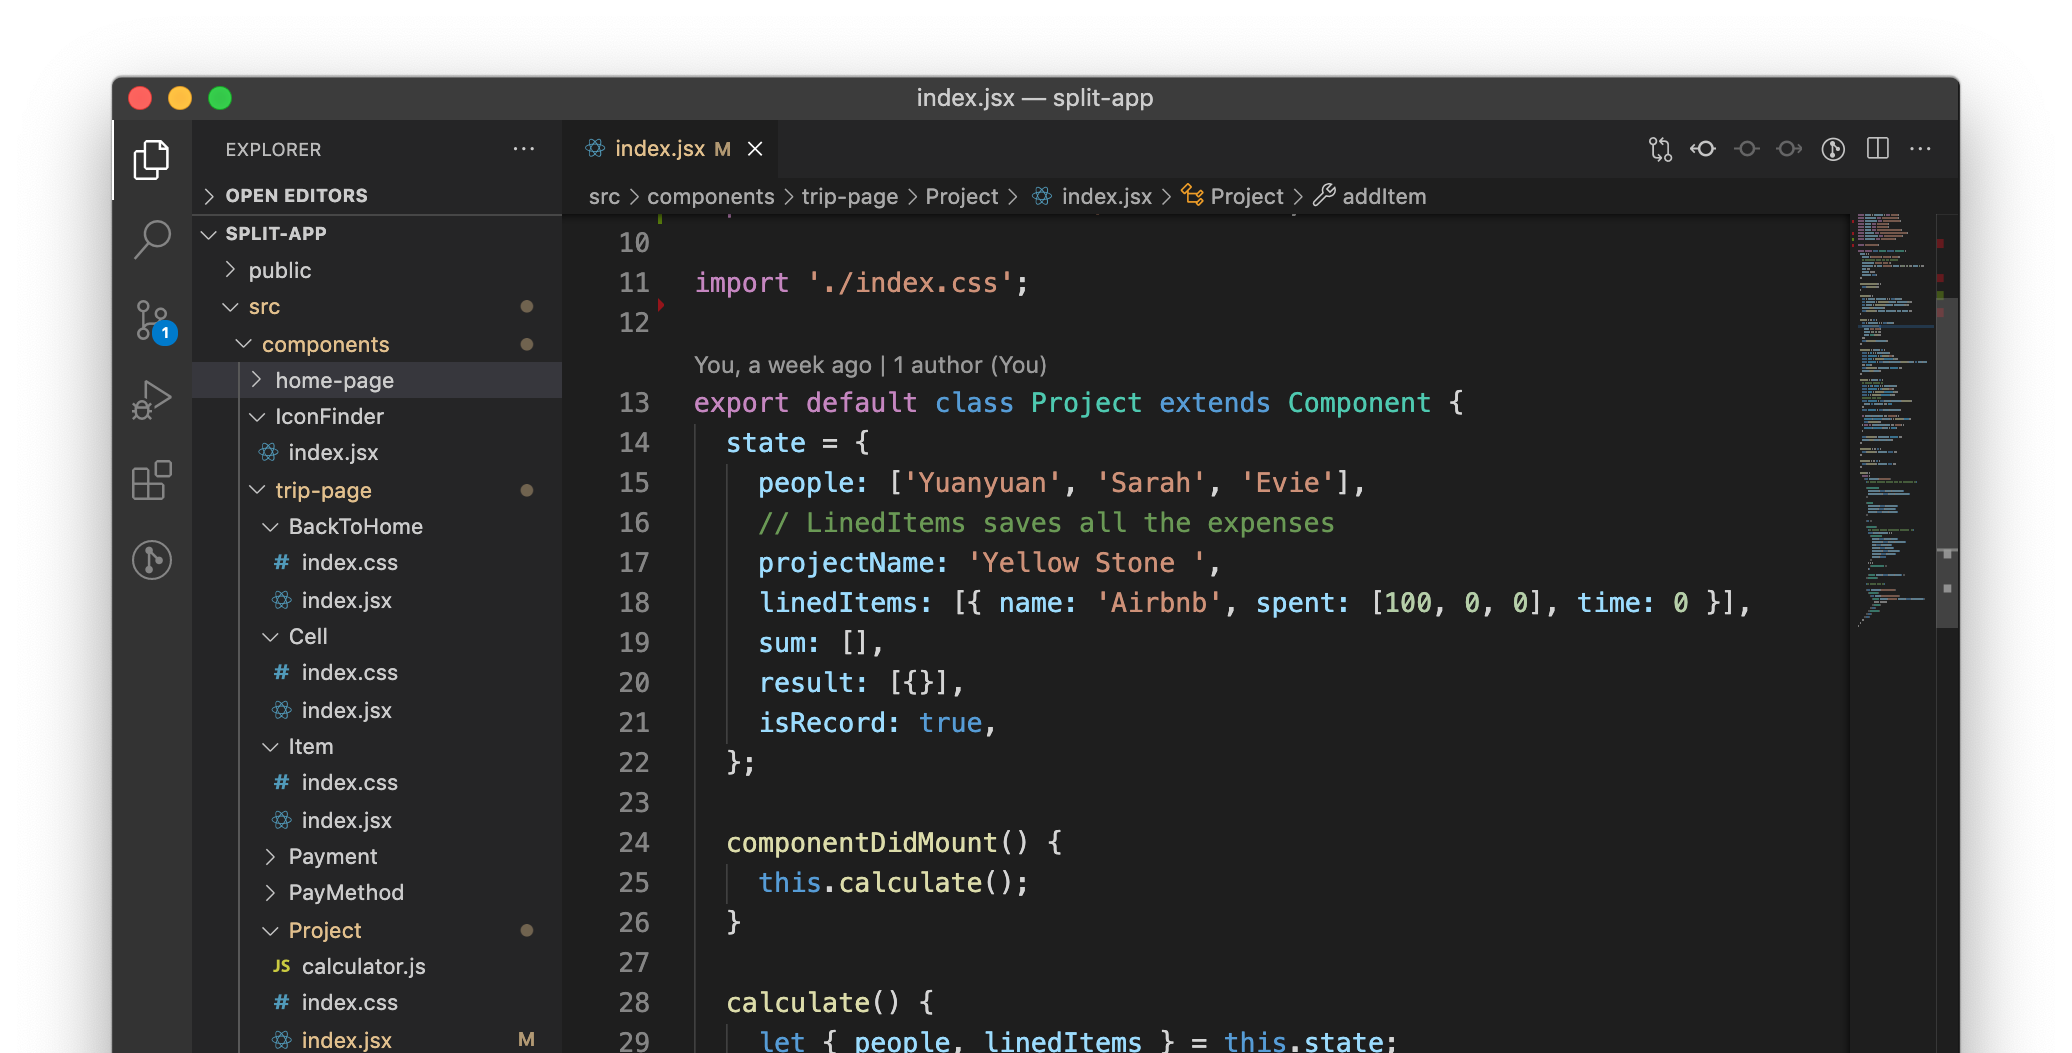 index.jsx — split-app
EXPLORER
OPEN EDITORS
SPLIT-APP
public
src
components
home-page
IconFinder
index.jsx
trip-page
BackToHome
# index.css
index.jsx
Cell
# index.css
index.jsx
Item
# index.css
index.jsx
Payment
PayMethod
Project
JS calculator.js
# index.css
index.jsx M
1
index.jsx M
src > components > trip-page > Project > index.jsx > Project > addItem
10
11 import './index.css';
12
You, a week ago | 1 author (You)
13 export default class Project extends Component {
14 state = {
15 people: ['Yuanyuan', 'Sarah', 'Evie'],
16 // LinedItems saves all the expenses
17 projectName: 'Yellow Stone ',
18 linedItems: [{ name: 'Airbnb', spent: [100, 0, 0], time: 0 }],
19 sum: [],
20 result: [{}],
21 isRecord: true,
22 };
23
24 componentDidMount() {
25 this.calculate();
26 }
27
28 calculate() {
29 let { people, linedItems } = this.state;